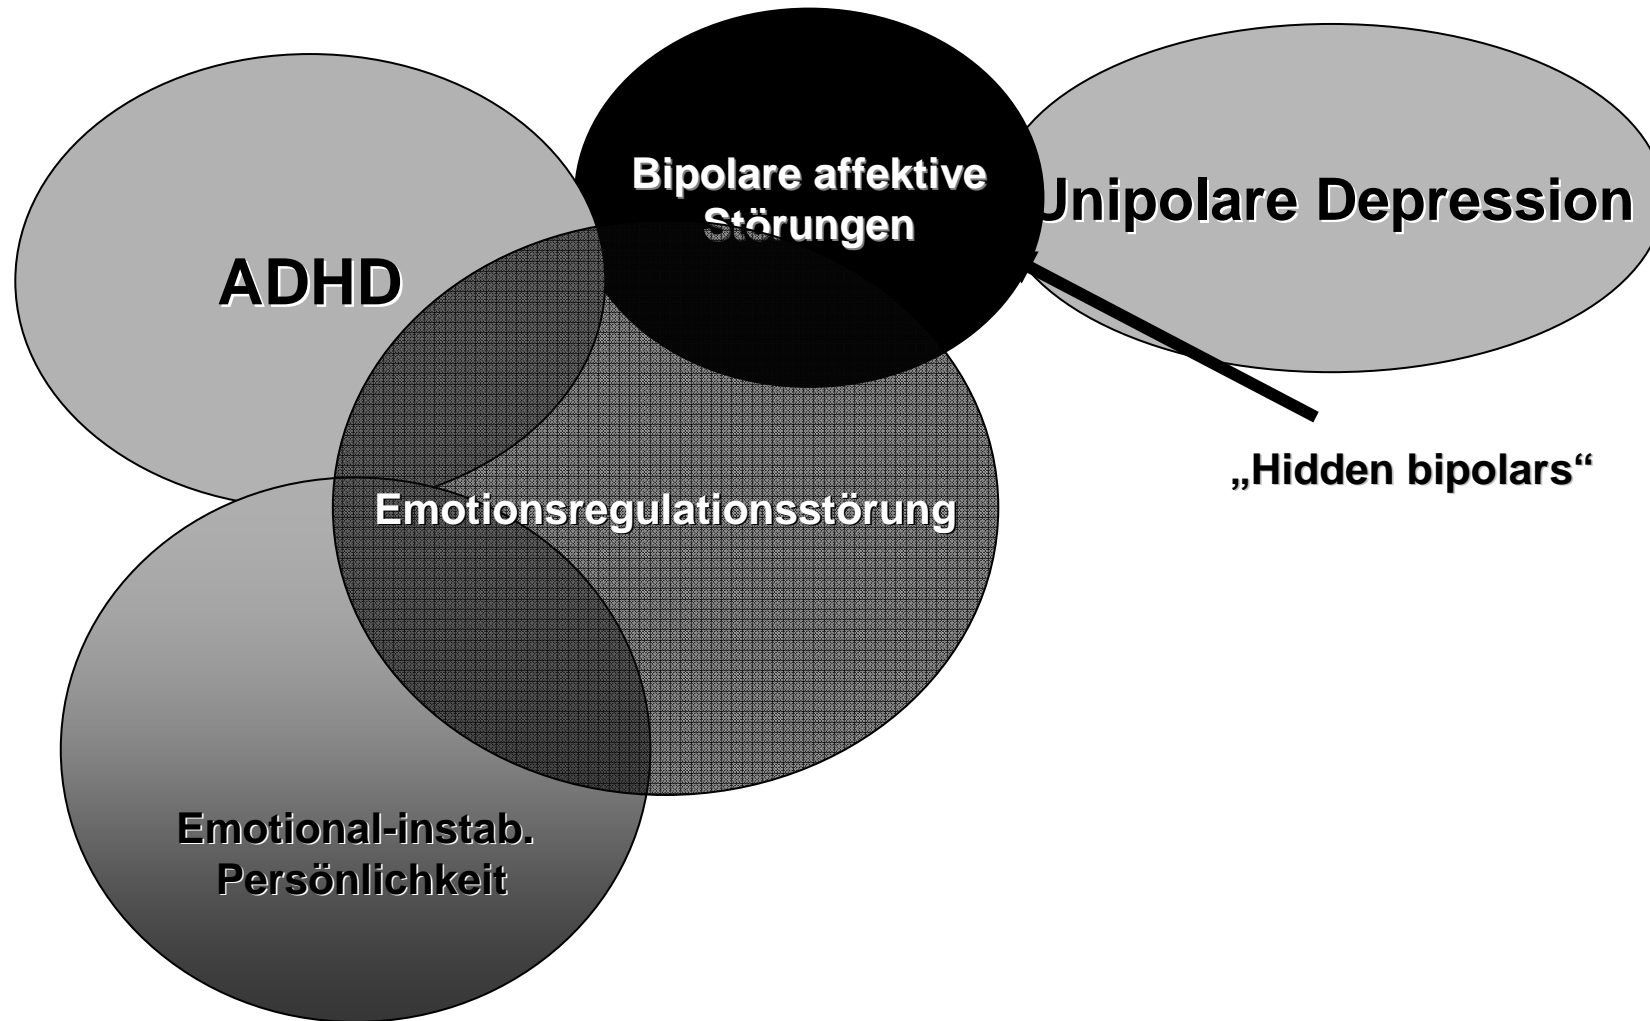 Bipolare affektive
Störungen
Unipolare Depression
ADHD
„Hidden bipolars“
Emotionsregulationsstörung
Emotional-instab.
Persönlichkeit